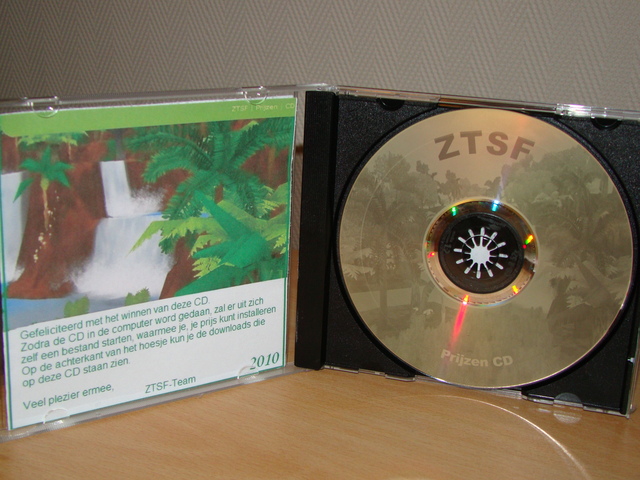 ZTSF | Prijzen | CD
Gefeliciteerd met het winnen van deze CD.
Zodra de CD in de computer word gedaan, zal er uit zich
zelf een bestand starten, waarmee je, je prijs kunt installeren
Op de achterkant van het hoesje kun je de downloads die
op deze CD staan zien.
2010
Veel plezier ermee,
ZTSF-Team
ZTSF
Prijzen CD